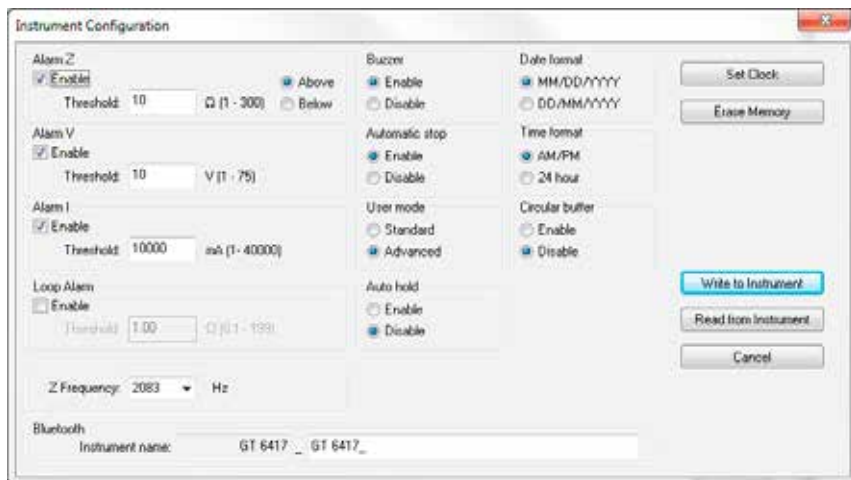 Instrument Configuration
Alarm Z
Enable
Above
Threshold: 10 Ω (1 - 300)
Below
Alarm V
Enable
Threshold: 10 V (1 - 75)
Alarm I
Enable
Threshold: 10000 mA (1- 40000)
Loop Alarm
Enable
Threshold: 1.00 Ω (0.1 - 199)
Z Frequency: 2083 Hz
Buzzer
Enable
Disable
Automatic stop
Enable
Disable
User mode
Standard
Advanced
Auto hold
Enable
Disable
Date format
MM/DD/YYYY
DD/MM/YYYY
Time format
AM/PM
24 hour
Circular buffer
Enable
Disable
Set Clock
Erase Memory
Write to Instrument
Read from Instrument
Cancel
Bluetooth
Instrument name: GT 6417 _ GT 6417_